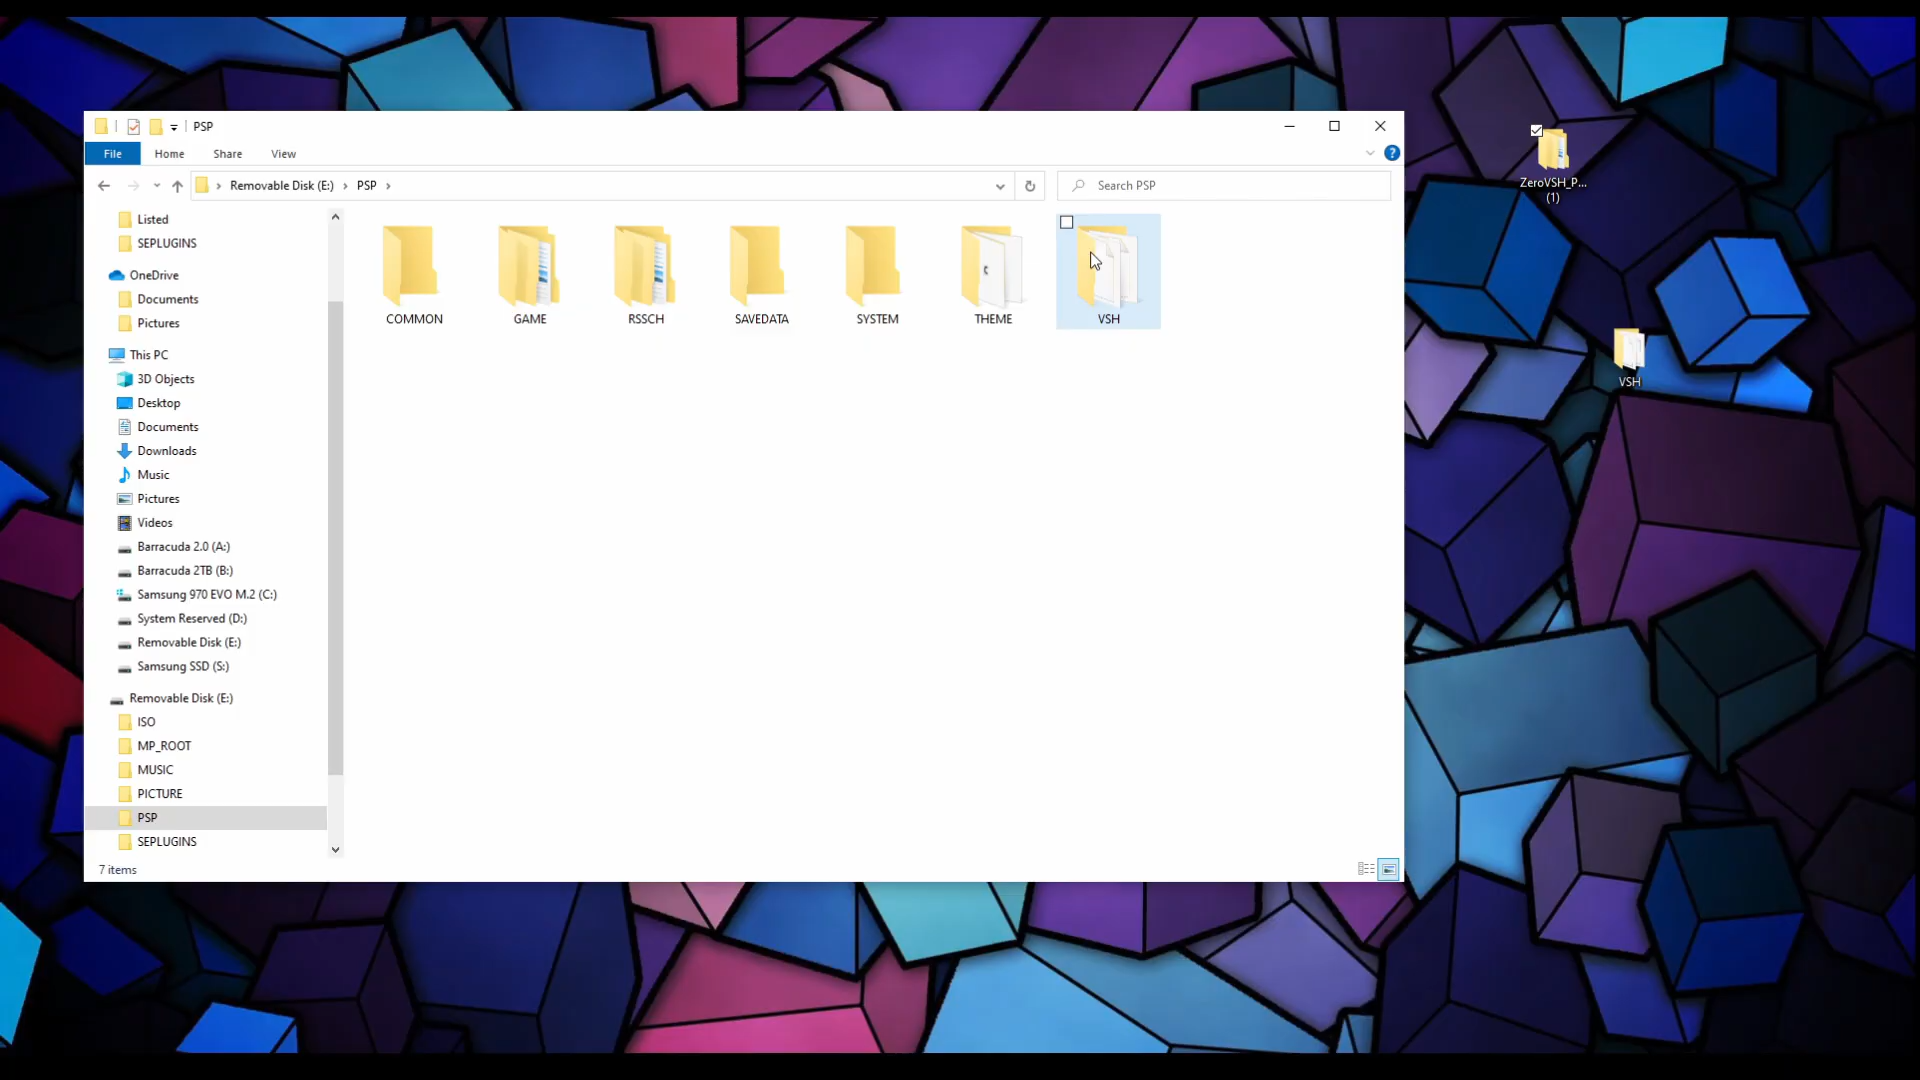 PSP
File Home Share View
Removable Disk (E:) PSP
Search PSP
Listed
SEPLUGINS
OneDrive
Documents
Pictures
This PC
3D Objects
Desktop
Documents
Downloads
Music
Pictures
Videos
Barracuda 2.0 (A:)
Barracuda 2TB (B:)
Samsung 970 EVO M.2 (C:)
System Reserved (D:)
Removable Disk (E:)
Samsung SSD (S:)
Removable Disk (E:)
ISO
MP_ROOT
MUSIC
PICTURE
PSP
SEPLUGINS
COMMON GAME RSSCH SAVEDATA SYSTEM THEME VSH
7 items
ZeroVSH_P...
(1)
VSH